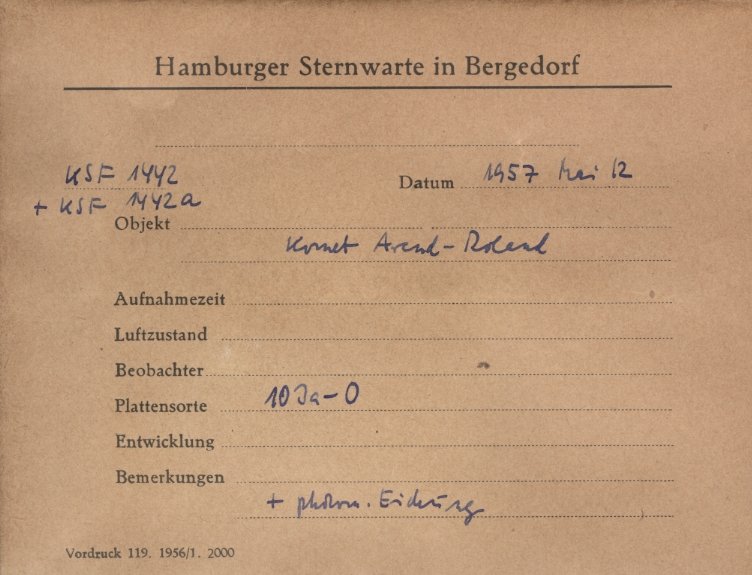 Hamburger Sternwarte in Bergedorf
KSF 1442
+ KSF 1442a
Datum 1957 Mai 12
Objekt
Komet Arend-Roland
Aufnahmezeit
Luftzustand
Beobachter
Plattensorte 103a-O
Entwicklung
Bemerkungen
+ photom. Eichung
Vordruck 119. 1956/1. 2000